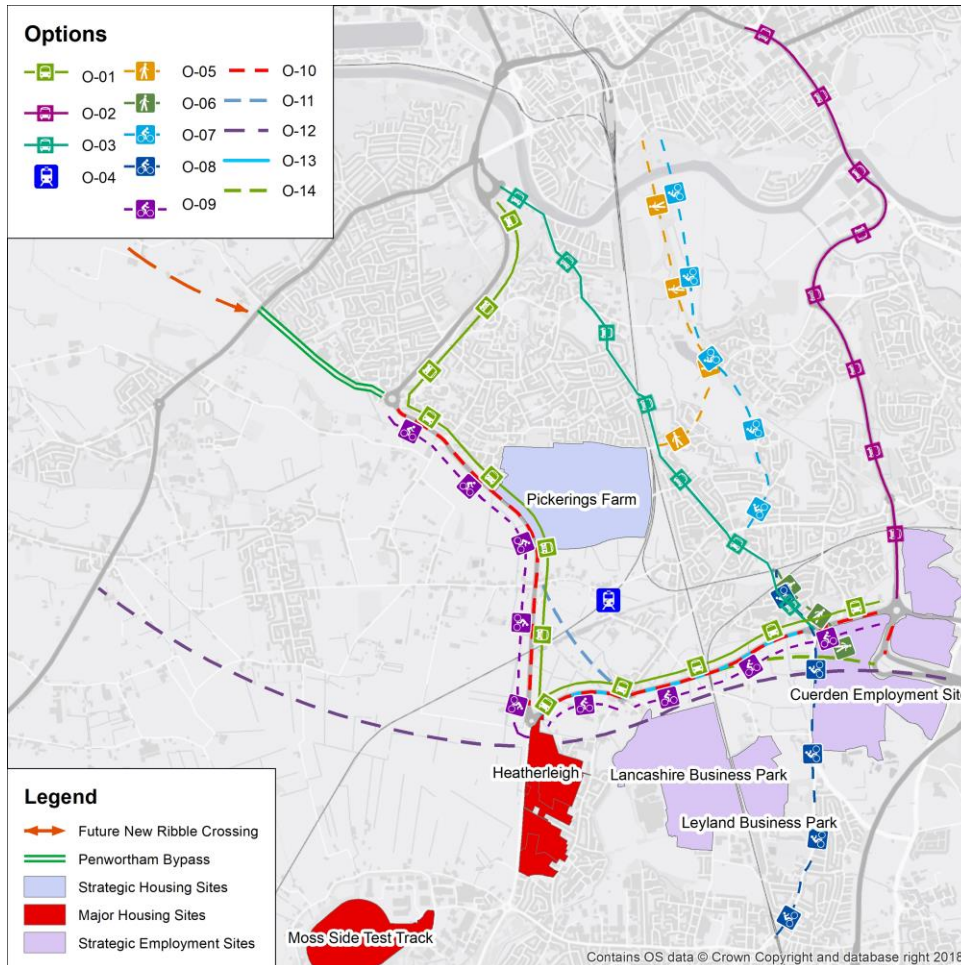 Options
O-01
O-02
O-03
O-04
O-05
O-06
O-07
O-08
O-09
O-10
O-11
O-12
O-13
O-14
Pickerings Farm
Cuerden Employment Site
Heatherleigh
Lancashire Business Park
Leyland Business Park
Moss Side Test Track
Legend
Future New Ribble Crossing
Penwortham Bypass
Strategic Housing Sites
Major Housing Sites
Strategic Employment Sites
Contains OS data © Crown Copyright and database right 2018